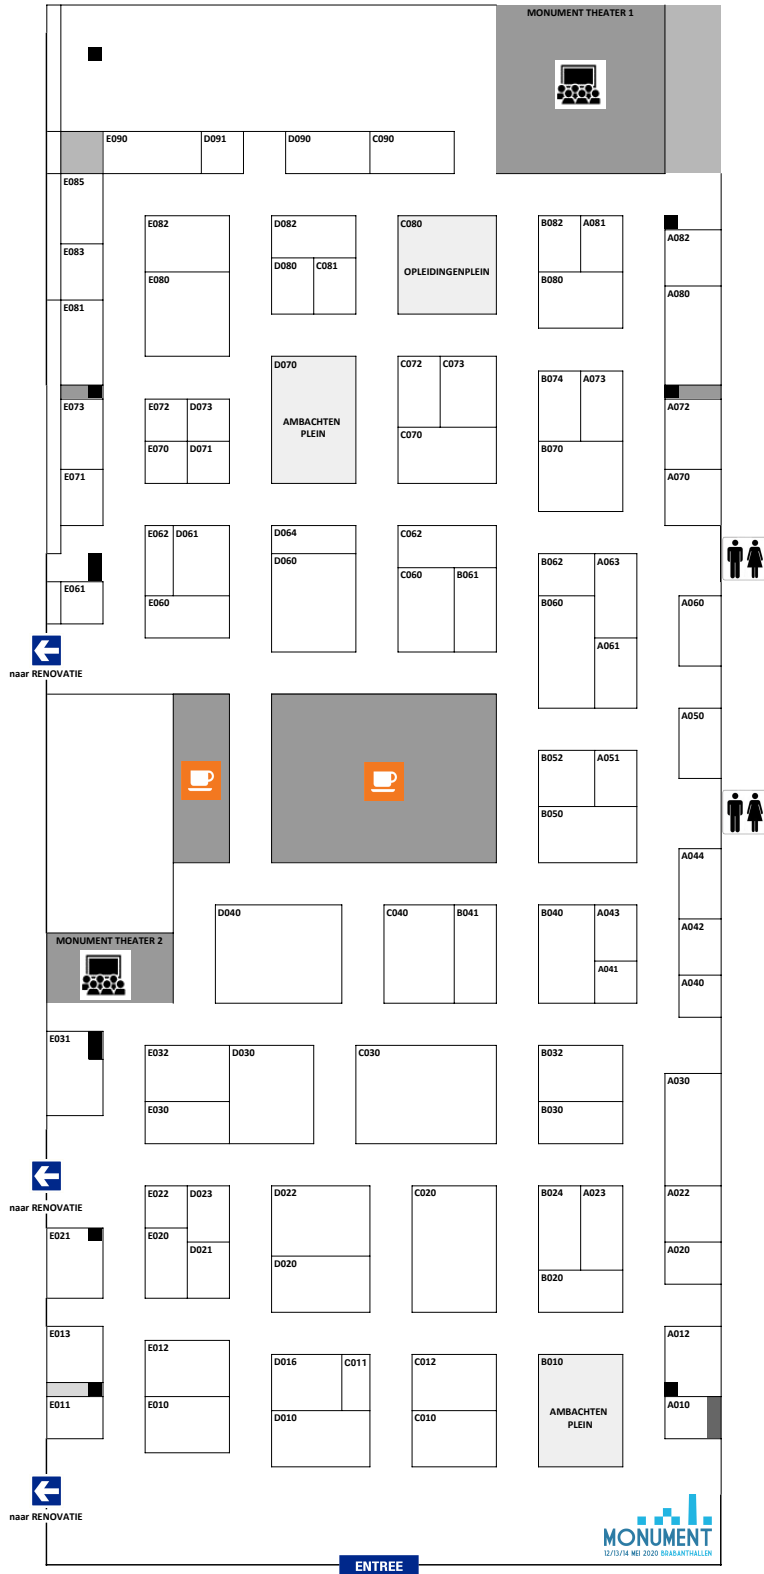 MONUMENT THEATER 1
E090 D091 D090 C090
E085
E082 D082 C080 B082 A081
A082
E083 D080 C081
OPLEIDINGENPLEIN
E080 B080
A080
E081
D070 C072 C073
B074 A073
E073 E072 D073 A072
AMBACHTEN
PLEIN
C070
E070 D071 B070
E071 A070
E062 D061 D064 C062
D060 B062 A063
C060 B061
E061 E060 B060 A060
A061
naar RENOVATIE
A050
B052 A051
B050
A044
D040 C040 B041 B040 A043
A042
MONUMENT THEATER 2
A041
A040
E031
E032 D030 C030 B032
A030
E030 B030
E022 D023 D022 C020 B024 A023 A022
naar RENOVATIE
E021 E020
D021 A020
D020
B020
E013 A012
E012
D016 C011 C012 B010
E011 E010 A010
D010 C010
AMBACHTEN
PLEIN
naar RENOVATIE
MONUMENT
12/13/14 MEI 2020 BRABANTHALLEN
ENTREE